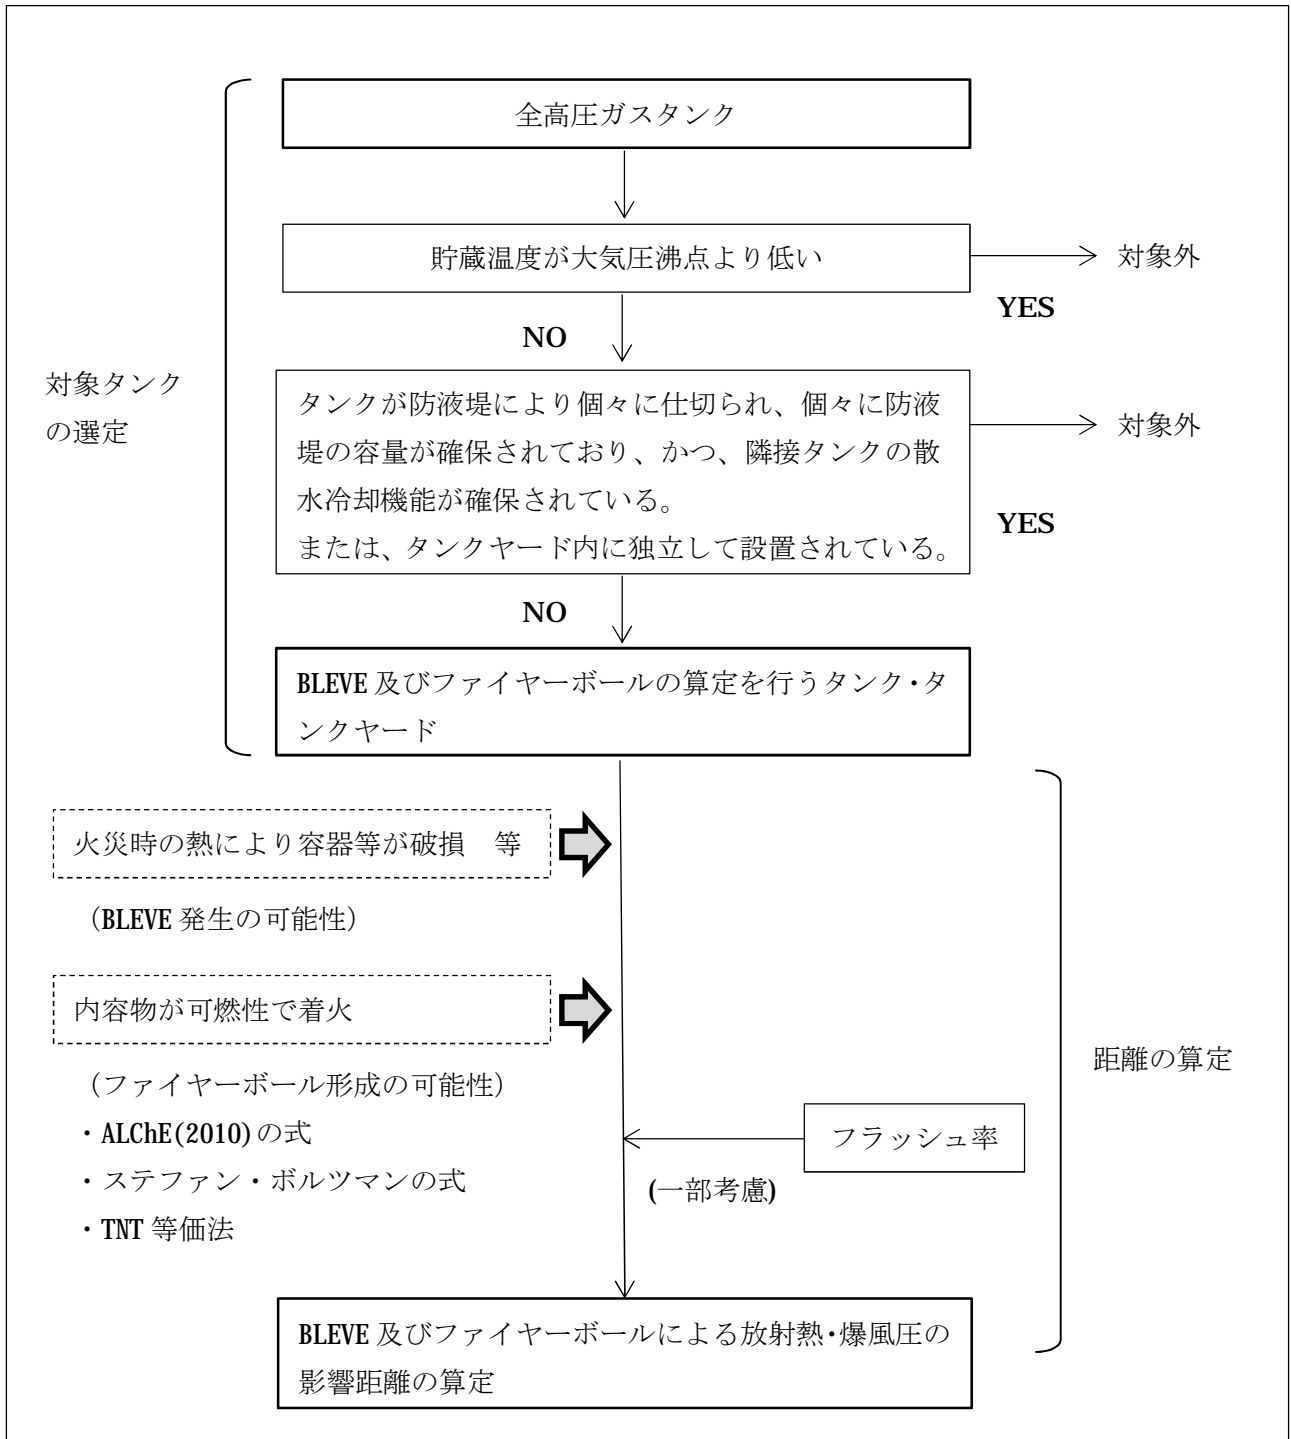 全高圧ガスタンク
貯蔵温度が大気圧沸点より低い
対象外
YES
NO
対象タンク
の選定
タンクが防液堤により個々に仕切られ、個々に防液
堤の容量が確保されており、かつ、隣接タンクの散
水冷却機能が確保されている。
または、タンクヤード内に独立して設置されている。
対象外
YES
NO
BLEVE 及びファイヤーボールの算定を行うタンク・タ
ンクヤード
火災時の熱により容器等が破損　等
（BLEVE 発生の可能性）
内容物が可燃性で着火
（ファイヤーボール形成の可能性）
・ALChE(2010)の式
・ステファン・ボルツマンの式
・TNT 等価法
距離の算定
フラッシュ率
(一部考慮)
BLEVE 及びファイヤーボールによる放射熱・爆風圧の
影響距離の算定